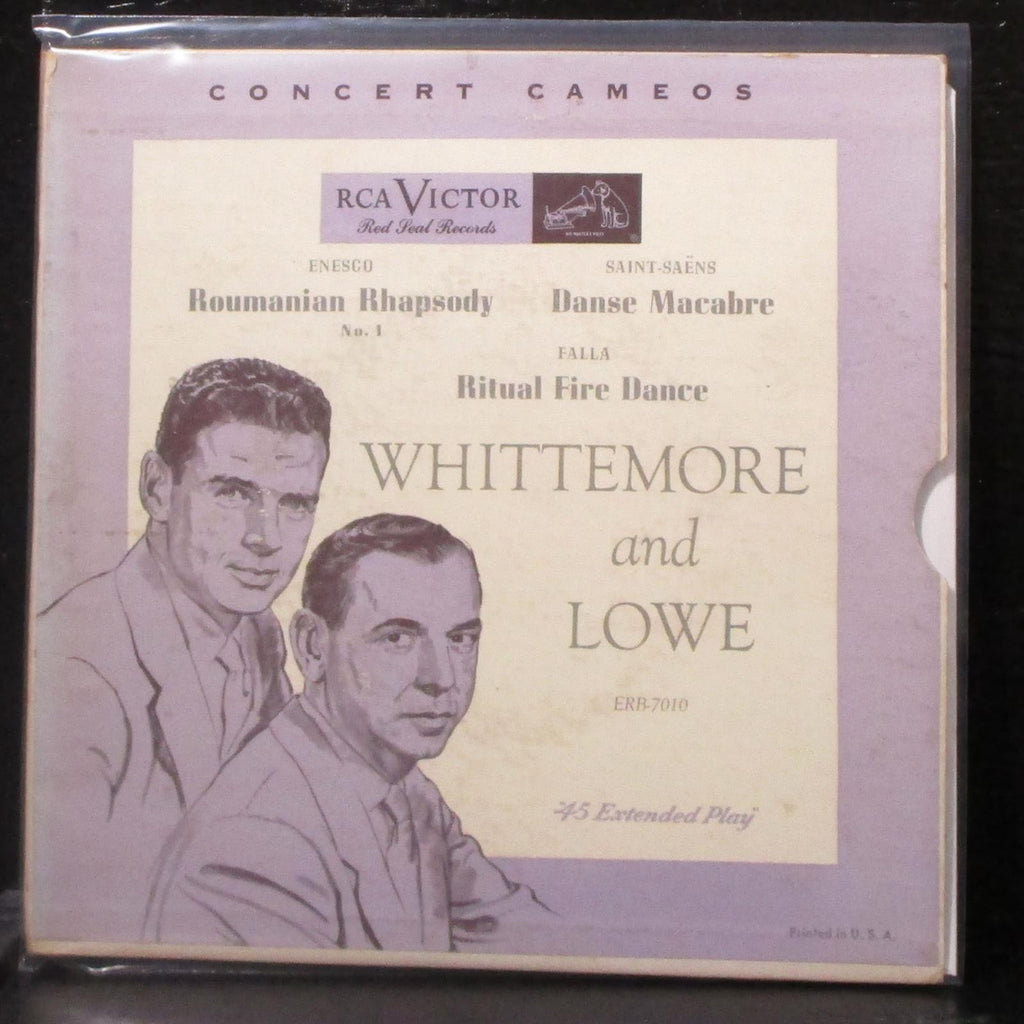 CONCERT CAMEOS
RCA VICTOR
Red Seal Records
ENESCO
Roumanian Rhapsody
No. 1
SAINT-SAËNS
Danse Macabre
FALLA
Ritual Fire Dance
WHITTEMORE
and
LOWE
ERB-7010
"45 Extended Play"
Printed in U. S. A.